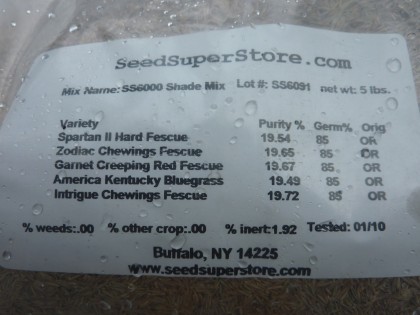 SeedSuperStore.com
Mix Name: SS6000 Shade Mix Lot #: SS6091 net wt: 5 lbs.
Variety Purity % Germ% Orig
Spartan II Hard Fescue 19.54 85 OR
Zodiac Chewings Fescue 19.65 85 OR
Garnet Creeping Red Fescue 19.67 85 OR
America Kentucky Bluegrass 19.49 85 OR
Intrigue Chewings Fescue 19.72 85 OR
% weeds:.00 % other crop:.00 % inert:1.92 Tested: 01/10
Buffalo, NY 14225
www.seedsuperstore.com